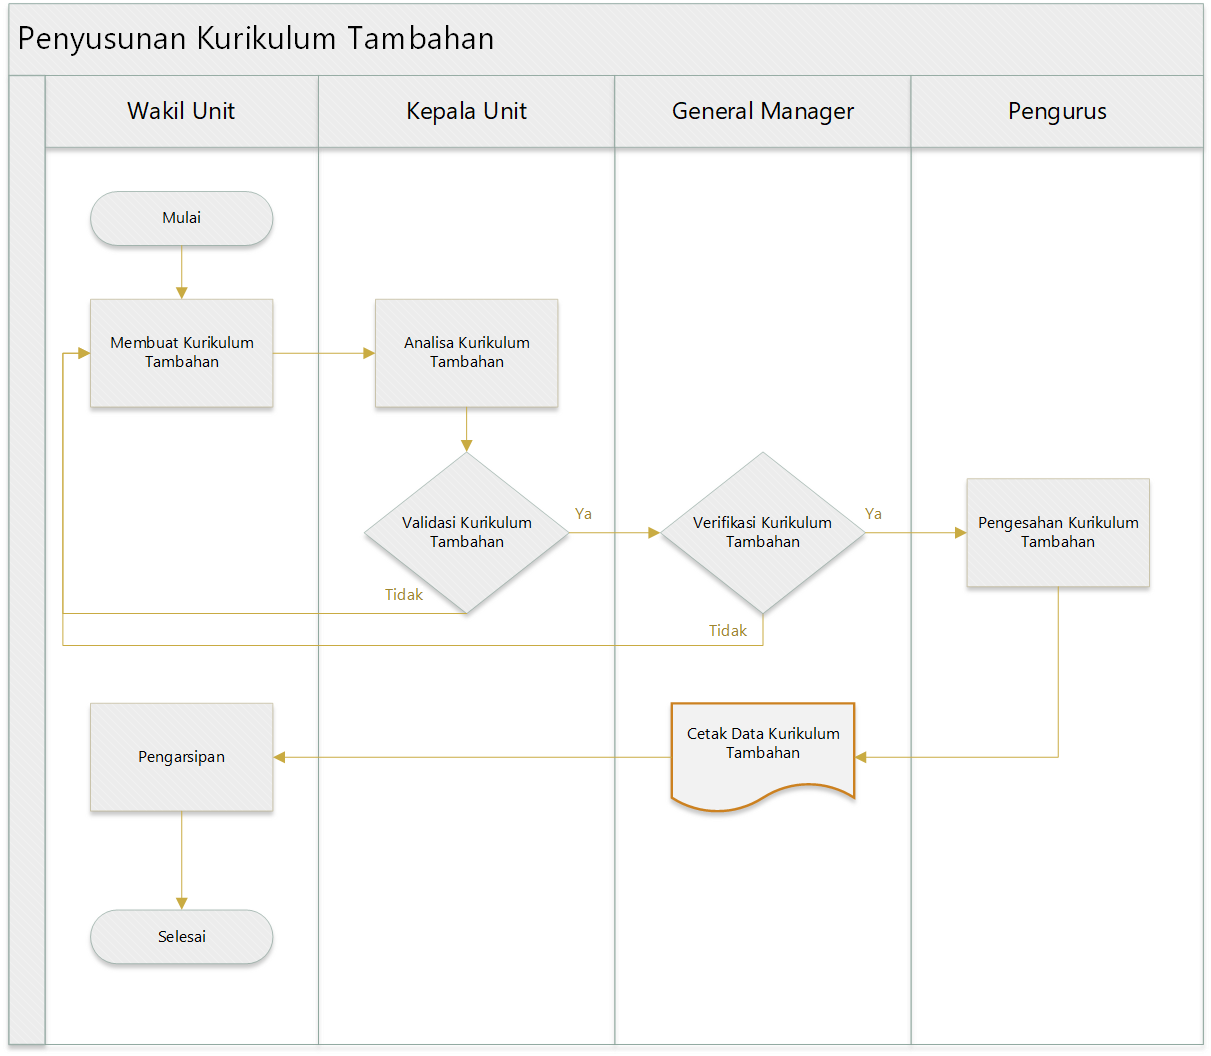 Penyusunan Kurikulum Tambahan
Wakil Unit
Kepala Unit
General Manager
Pengurus
Mulai
Membuat Kurikulum
Tambahan
Analisa Kurikulum
Tambahan
Validasi Kurikulum
Tambahan
Ya
Tidak
Verifikasi Kurikulum
Tambahan
Ya
Tidak
Pengesahan Kurikulum
Tambahan
Cetak Data Kurikulum
Tambahan
Pengarsipan
Selesai